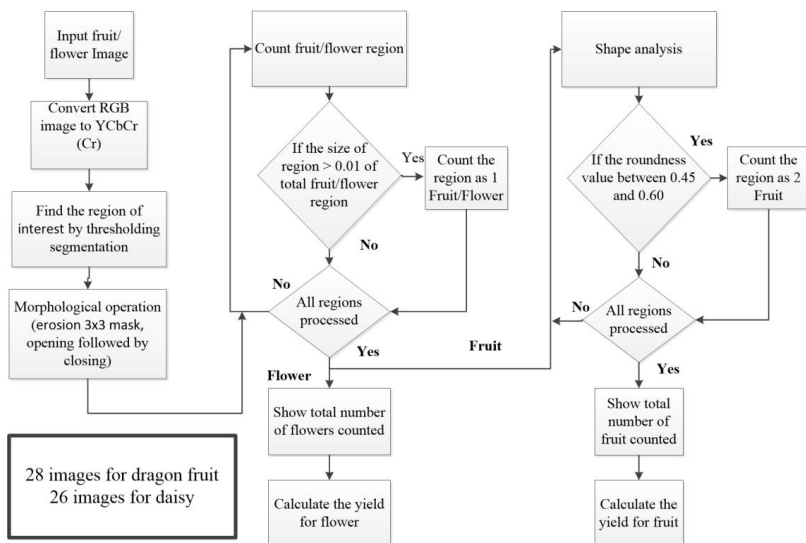 Input fruit/
flower Image
Convert RGB
image to YCbCr
(Cr)
Find the region of
interest by thresholding
segmentation
Morphological operation
(erosion 3x3 mask,
opening followed by
closing)
28 images for dragon fruit
26 images for daisy
Count fruit/flower region
If the size of
region > 0.01 of
total fruit/flower
region
Yes
Count the
region as 1
Fruit/Flower
No
No
All regions
processed
Yes
Fruit
Flower
Show total number
of flowers counted
Calculate the yield
for flower
Shape analysis
Yes
If the roundness
value between 0.45
and 0.60
Count the
region as 2
Fruit
No
No
All regions
processed
Yes
Show total
number of
fruit counted
Calculate the
yield for fruit